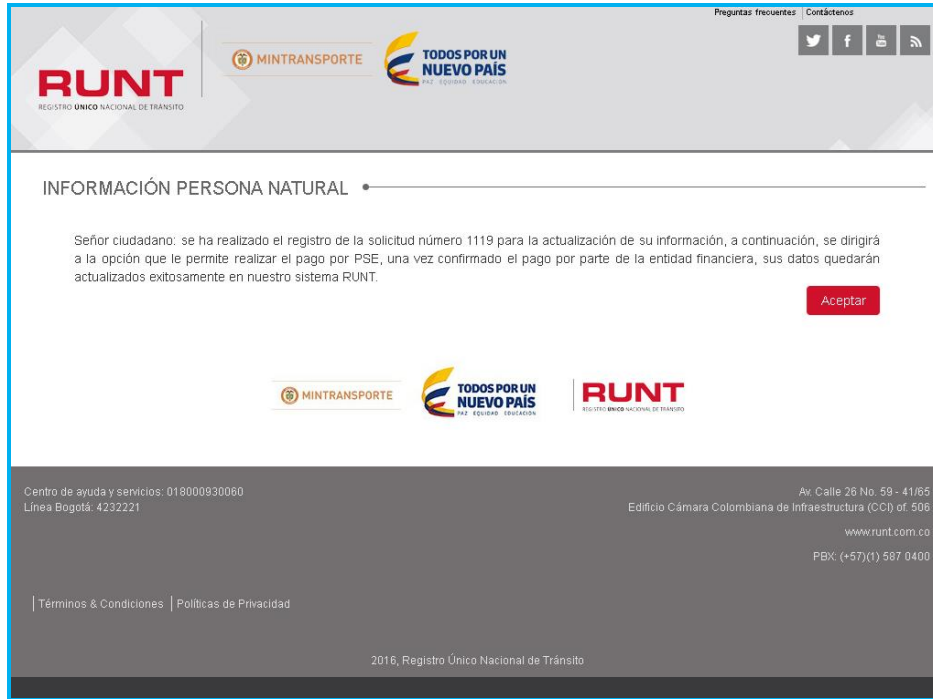 Preguntas frecuentes | Contáctenos
RUNT
REGISTRO ÚNICO NACIONAL DE TRÁNSITO
MINTRANSPORTE
TODOS POR UN
NUEVO PAÍS
PAZ EQUIDAD EDUCACIÓN
INFORMACIÓN PERSONA NATURAL
Señor ciudadano: se ha realizado el registro de la solicitud número 1119 para la actualización de su información, a continuación, se dirigirá
a la opción que le permite realizar el pago por PSE, una vez confirmado el pago por parte de la entidad financiera, sus datos quedarán
actualizados exitosamente en nuestro sistema RUNT.
Aceptar
MINTRANSPORTE
TODOS POR UN
NUEVO PAÍS
PAZ EQUIDAD EDUCACIÓN
RUNT
REGISTRO ÚNICO NACIONAL DE TRÁNSITO
Centro de ayuda y servicios: 018000930060
Línea Bogotá: 4232221
Av. Calle 26 No. 59 - 41/65
Edificio Cámara Colombiana de Infraestructura (CCI) of. 506
www.runt.com.co
PBX: (+57)(1) 587 0400
| Términos & Condiciones | Políticas de Privacidad
2016, Registro Único Nacional de Tránsito